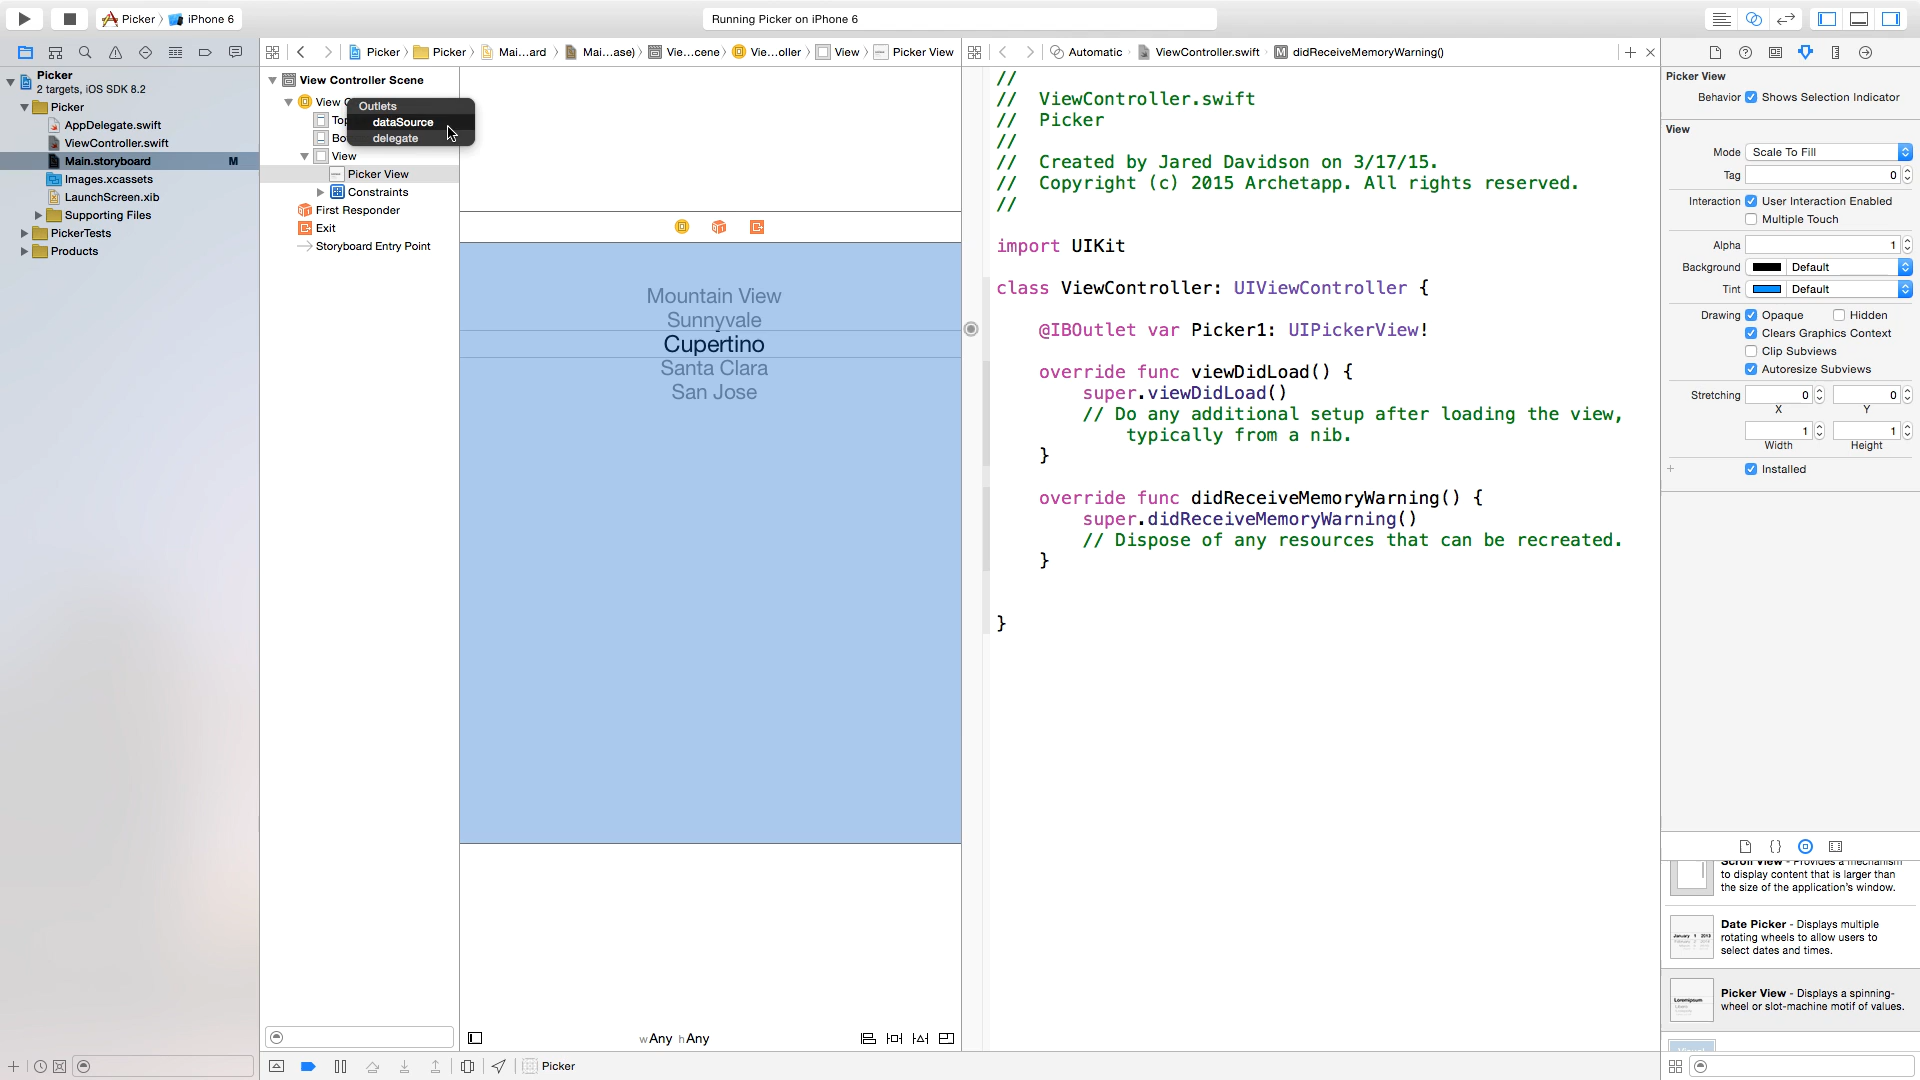 Picker
iPhone 6
Running Picker on iPhone 6
Picker
Picker
Mai...ard
Mai...ase)
Vie...cene
Vie...oller
View
Picker View
Automatic
ViewController.swift
M didReceiveMemoryWarning()
Picker
2 targets, iOS SDK 8.2
Picker
AppDelegate.swift
ViewController.swift
Main.storyboard M
Images.xcassets
LaunchScreen.xib
Supporting Files
PickerTests
Products
View Controller Scene
View C
Top
Bo
View
Picker View
Constraints
First Responder
Exit
Storyboard Entry Point
Outlets
dataSource
delegate
Mountain View
Sunnyvale
Cupertino
Santa Clara
San Jose
wAny hAny
Picker
//
// ViewController.swift
// Picker
//
// Created by Jared Davidson on 3/17/15.
// Copyright (c) 2015 Archetapp. All rights reserved.
//
import UIKit
class ViewController: UIViewController {
@IBOutlet var Picker1: UIPickerView!
override func viewDidLoad() {
super.viewDidLoad()
// Do any additional setup after loading the view,
typically from a nib.
}
override func didReceiveMemoryWarning() {
super.didReceiveMemoryWarning()
// Dispose of any resources that can be recreated.
}
}
Picker View
Behavior Shows Selection Indicator
View
Mode Scale To Fill
Tag 0
Interaction User Interaction Enabled
Multiple Touch
Alpha 1
Background Default
Tint Default
Drawing Opaque Hidden
Clears Graphics Context
Clip Subviews
Autoresize Subviews
Stretching 0 0
X Y
1 1
Width Height
+ Installed
{}
Scroll View - Provides a mechanism
to display content that is larger than
the size of the application's window.
Date Picker - Displays multiple
rotating wheels to allow users to
select dates and times.
Picker View - Displays a spinning-
wheel or slot-machine motif of values.